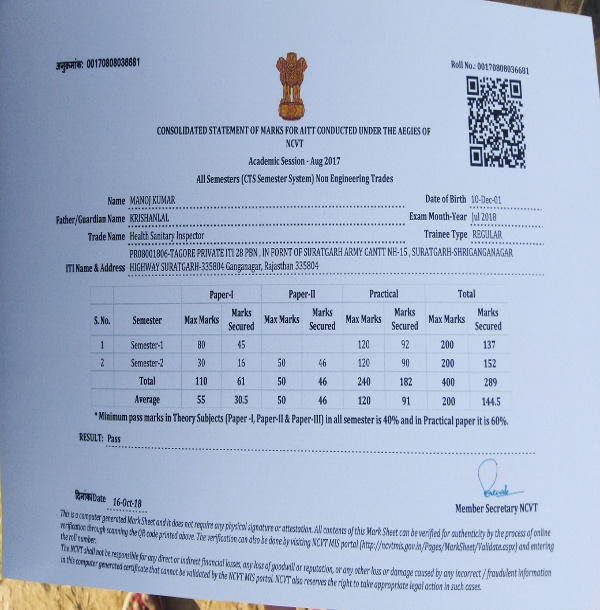 अनुक्रमांक: 00170808036681
Roll No.: 00170808036681
CONSOLIDATED STATEMENT OF MARKS FOR AITT CONDUCTED UNDER THE AEGIES OF
NCVT
Academic Session - Aug 2017
All Semesters (CTS Semester System) Non Engineering Trades
Name MANOJ KUMAR Date of Birth 10-Dec-01
Father/Guardian Name KRISHANLAL Exam Month-Year Jul 2018
Trade Name Health Sanitary Inspector Trainee Type REGULAR
PR08001806-TAGORE PRIVATE ITI 28 PBN , IN FORNT OF SURATGARH ARMY CANTT NH-15 , SURATGARH-SHRIGANGANAGAR
ITI Name & Address HIGHWAY SURATGARH-335804 Ganganagar, Rajasthan 335804
Paper-I Paper-II Practical Total
S. No. Semester Max Marks Marks Secured Max Marks Marks Secured Max Marks Marks Secured Max Marks Marks Secured
1 Semester-1 80 45 120 92 200 137
2 Semester-2 30 16 50 46 120 90 200 152
Total 110 61 50 46 240 182 400 289
Average 55 30.5 50 46 120 91 200 144.5
* Minimum pass marks in Theory Subjects (Paper -I, Paper-II & Paper-III) in all semester is 40% and in Practical paper it is 60%.
RESULT: Pass
दिनांक/Date 16-Oct-18
Member Secretary NCVT
This is a computer generated Mark Sheet and it does not require any physical signature or attestation. All contents of this Mark Sheet can be verified for authenticity by the process of online
verification through scanning the QR code printed above. The verification can also be done by visiting NCVT MIS portal (http://ncvtmis.gov.in/Pages/MarkSheet/Validate.aspx) and entering
the roll number.
The NCVT shall not be responsible for any direct or indirect financial losses, any loss of goodwill or reputation, or any other loss or damage caused by any incorrect / fraudulent information
in this computer generated certificate that cannot be validated by the NCVT MIS portal. NCVT also reserves the right to take appropriate legal action in such cases.